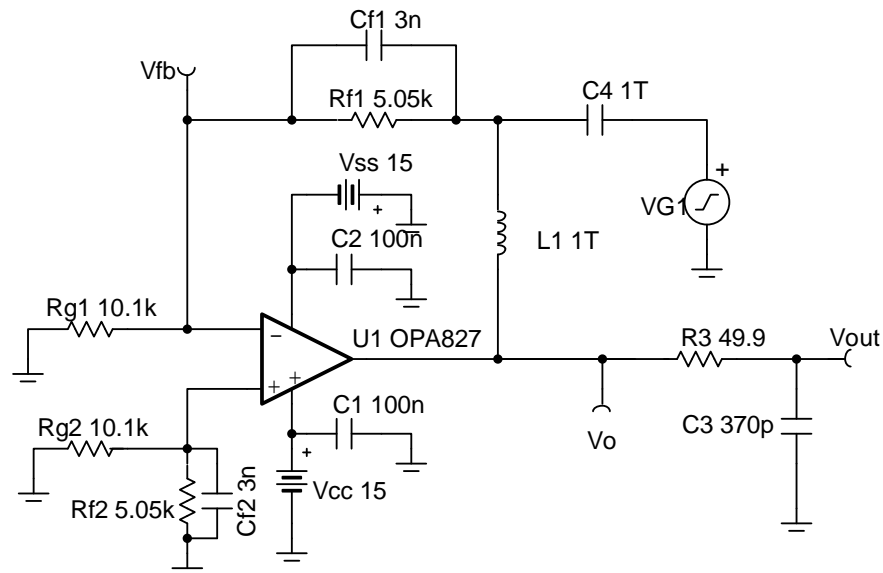 Cf1 3n
Vfb
Rf1 5.05k
C4 1T
Vss 15
+
+
VG1
C2 100n
L1 1T
Rg1 10.1k
−
U1 OPA827
R3 49.9
Vout
+
+
C1 100n
Rg2 10.1k
C3 370p
Vo
+
Vcc 15
Rf2 5.05k
Cf2 3n